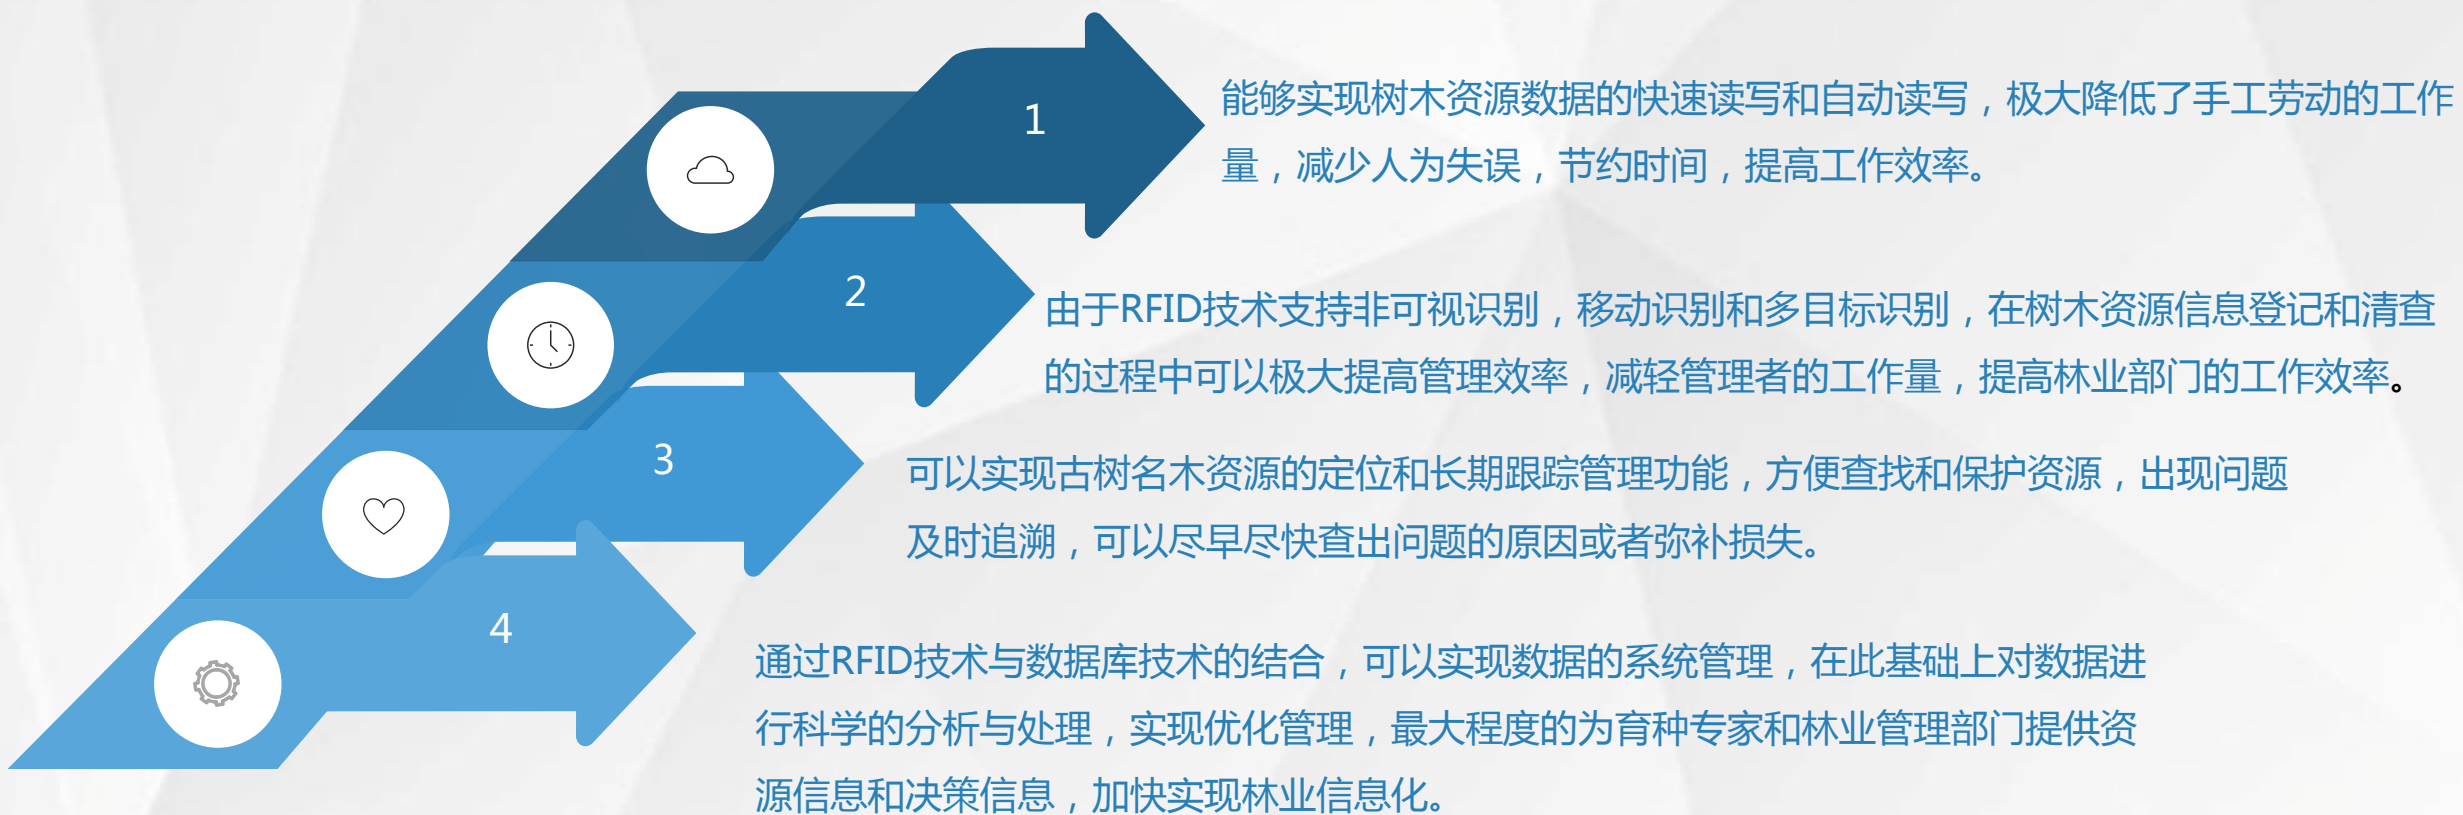 1
能够实现树木资源数据的快速读写和自动读写，极大降低了手工劳动的工作
量，减少人为失误，节约时间，提高工作效率。
2
由于RFID技术支持非可视识别，移动识别和多目标识别，在树木资源信息登记和清查
的过程中可以极大提高管理效率，减轻管理者的工作量，提高林业部门的工作效率。
3
可以实现古树名木资源的定位和长期跟踪管理功能，方便查找和保护资源，出现问题
及时追溯，可以尽早尽快查出问题的原因或者弥补损失。
4
通过RFID技术与数据库技术的结合，可以实现数据的系统管理，在此基础上对数据进
行科学的分析与处理，实现优化管理，最大程度的为育种专家和林业管理部门提供资
源信息和决策信息，加快实现林业信息化。